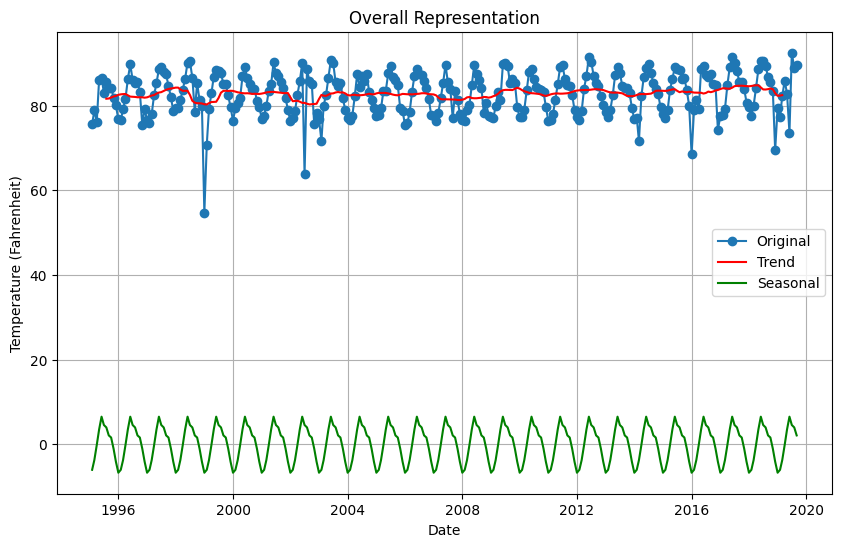 Overall Representation
Temperature (Fahrenheit)
80
60
40
20
0
Original
Trend
Seasonal
1996
2000
2004
2008
2012
2016
2020
Date